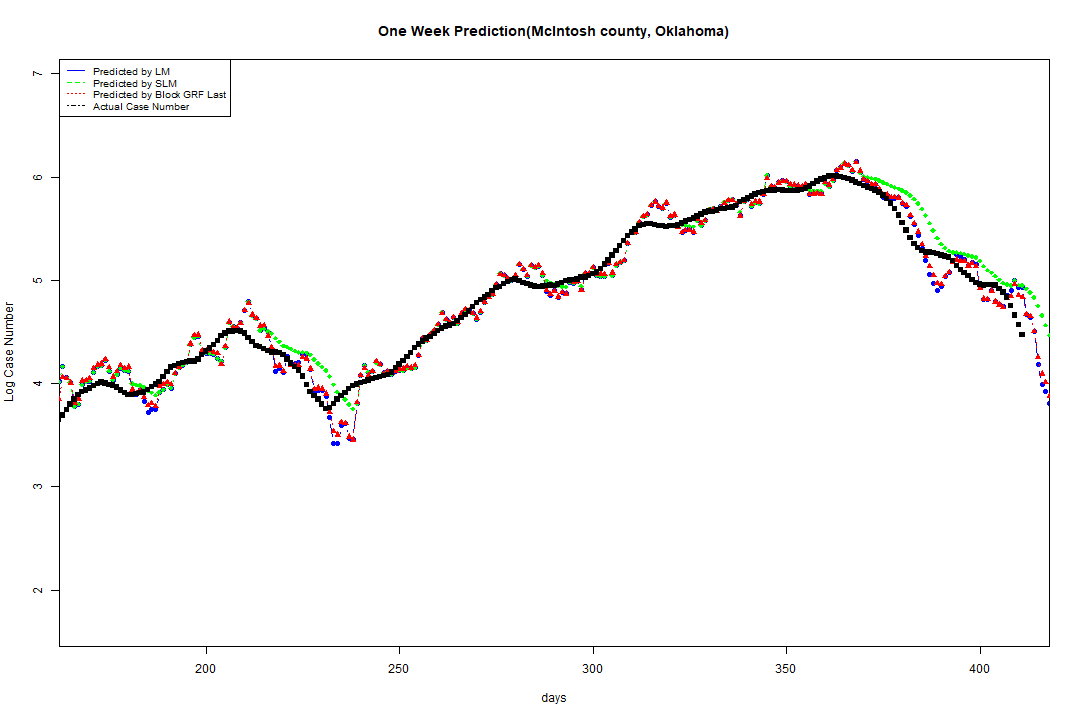 One Week Prediction(McIntosh county, Oklahoma)
Predicted by LM
Predicted by SLM
Predicted by Block GRF Last
Actual Case Number
Log Case Number
7
6
5
4
3
2
200
250
300
350
400
days